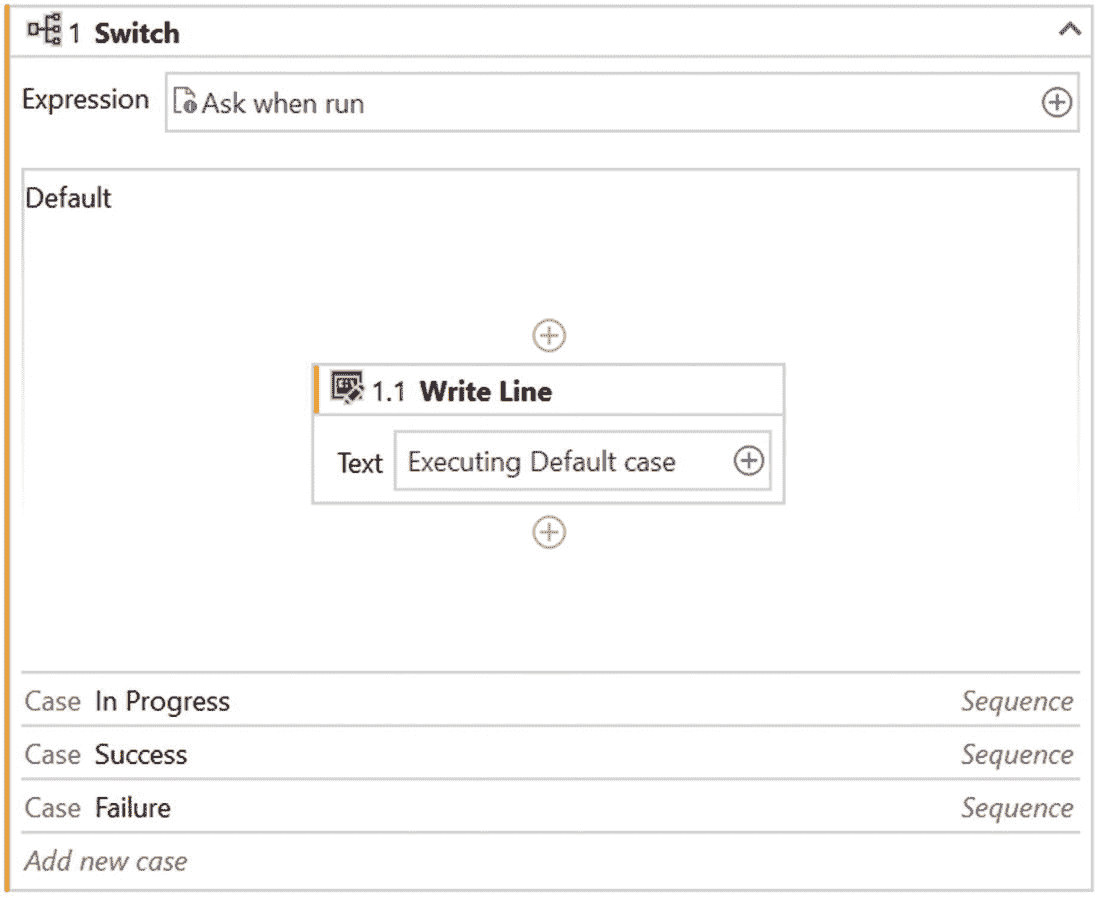 1 Switch
Expression Ask when run
Default
1.1 Write Line
Text Executing Default case
Case In Progress Sequence
Case Success Sequence
Case Failure Sequence
Add new case